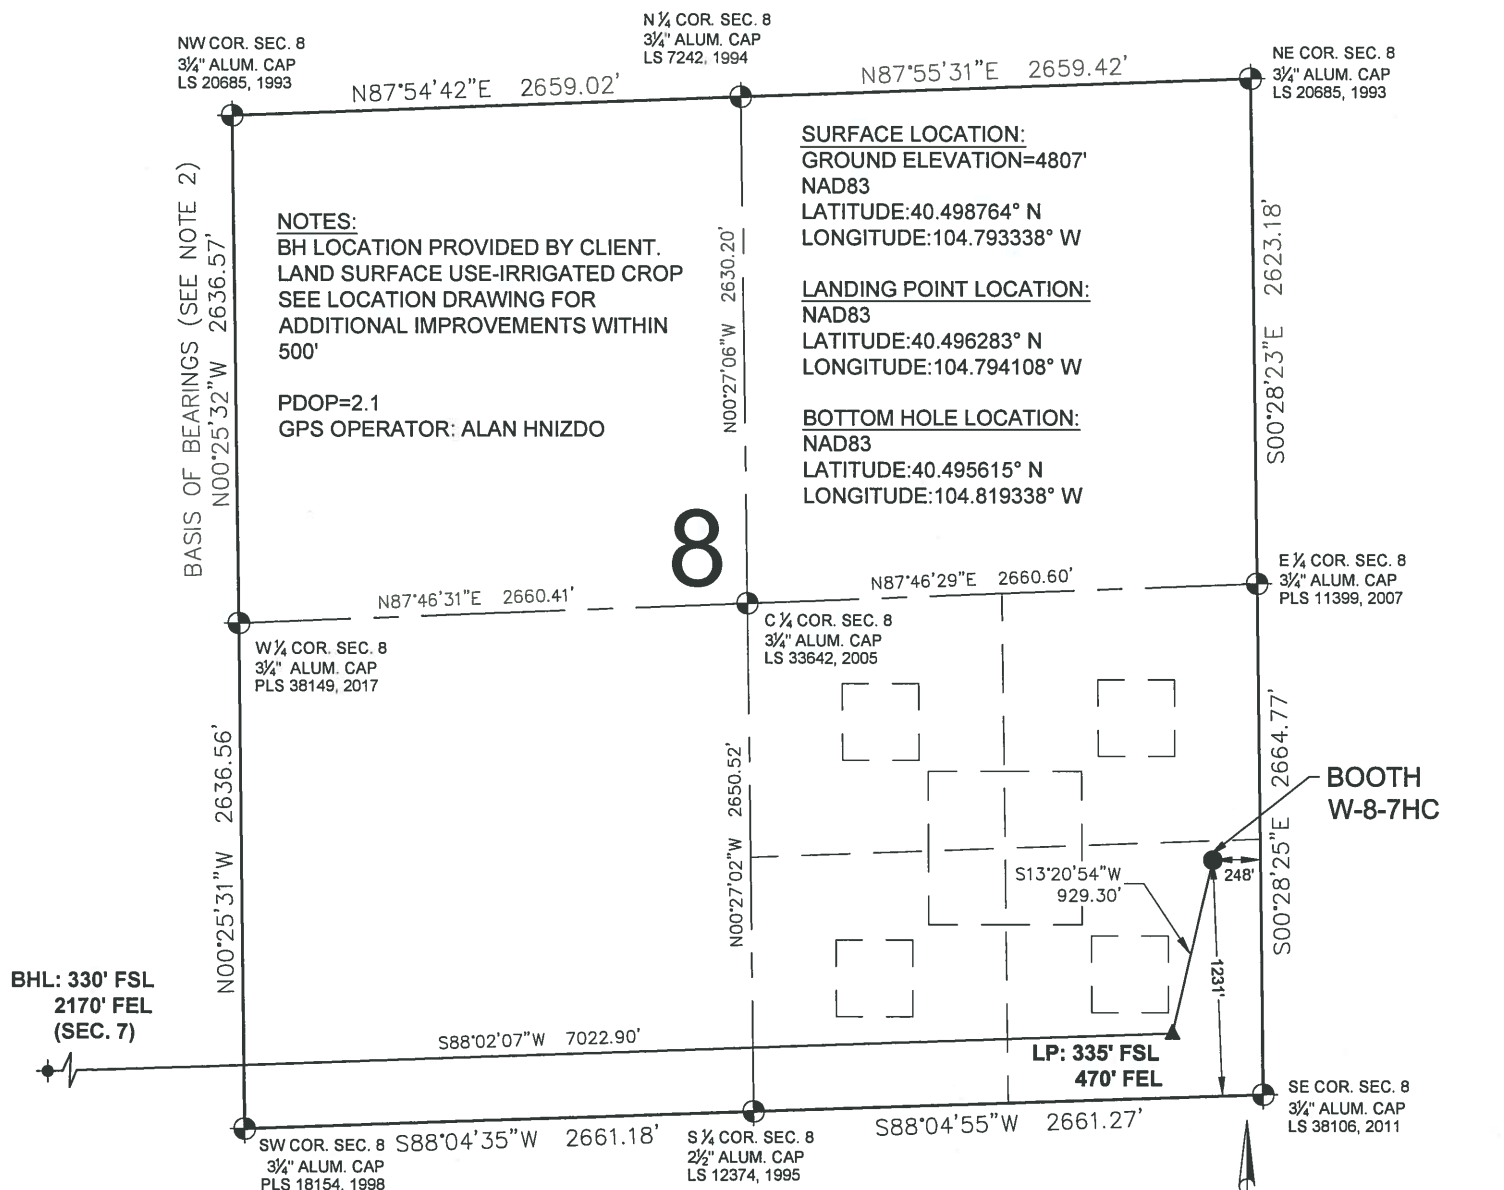 N ¼ COR. SEC. 8
3¼" ALUM. CAP
LS 7242, 1994
NW COR. SEC. 8
3¼" ALUM. CAP
LS 20685, 1993
NE COR. SEC. 8
3¼" ALUM. CAP
LS 20685, 1993
N87°54'42"E 2659.02'
N87°55'31"E 2659.42'
SURFACE LOCATION:
GROUND ELEVATION=4807'
NAD83
LATITUDE:40.498764° N
LONGITUDE:104.793338° W
LANDING POINT LOCATION:
NAD83
LATITUDE:40.496283° N
LONGITUDE:104.794108° W
BOTTOM HOLE LOCATION:
NAD83
LATITUDE:40.495615° N
LONGITUDE:104.819338° W
NOTES:
BH LOCATION PROVIDED BY CLIENT.
LAND SURFACE USE-IRRIGATED CROP
SEE LOCATION DRAWING FOR
ADDITIONAL IMPROVEMENTS WITHIN
500'
PDOP=2.1
GPS OPERATOR: ALAN HNIZDO
BASIS OF BEARINGS (SEE NOTE 2)
N00°25'32"W 2636.57'
N00°27'06"W 2630.20'
S00°28'23"E 2623.18'
8
N87°46'31"E 2660.41'
N87°46'29"E 2660.60'
E ¼ COR. SEC. 8
3¼" ALUM. CAP
PLS 11399, 2007
C ¼ COR. SEC. 8
3¼" ALUM. CAP
LS 33642, 2005
W ¼ COR. SEC. 8
3¼" ALUM. CAP
PLS 38149, 2017
N00°25'31"W 2636.56'
N00°27'02"W 2650.52'
S00°28'25"E 2664.77'
BOOTH
W-8-7HC
S13°20'54"W
929.30'
248'
1231'
BHL: 330' FSL
2170' FEL
(SEC. 7)
S88°02'07"W 7022.90'
LP: 335' FSL
470' FEL
SE COR. SEC. 8
3¼" ALUM. CAP
LS 38106, 2011
S88°04'35"W 2661.18'
S88°04'55"W 2661.27'
SW COR. SEC. 8
3¼" ALUM. CAP
PLS 18154, 1998
S ¼ COR. SEC. 8
2½" ALUM. CAP
LS 12374, 1995